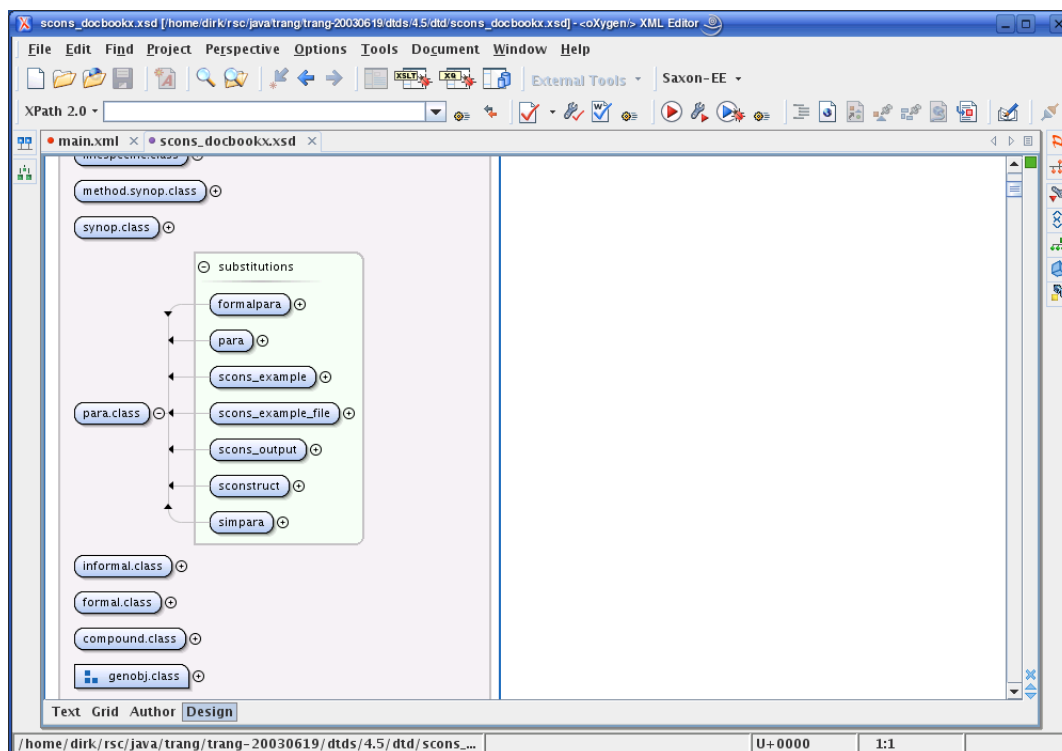 scons_docbookx.xsd [/home/dirk/rsc/java/trang/trang-20030619/dtds/4.5/dtd/scons_docbookx.xsd] - <oXygen/> XML Editor
File Edit Find Project Perspective Options Tools Document Window Help
XSLT XQ External Tools Saxon-EE
XPath 2.0
main.xml scons_docbookx.xsd
linespecific.class
method.synop.class
synop.class
substitutions
formalpara
para
scons_example
para.class scons_example_file
scons_output
sconstruct
simpara
informal.class
formal.class
compound.class
genobj.class
Text Grid Author Design
/home/dirk/rsc/java/trang/trang-20030619/dtds/4.5/dtd/scons_... U+0000 1:1